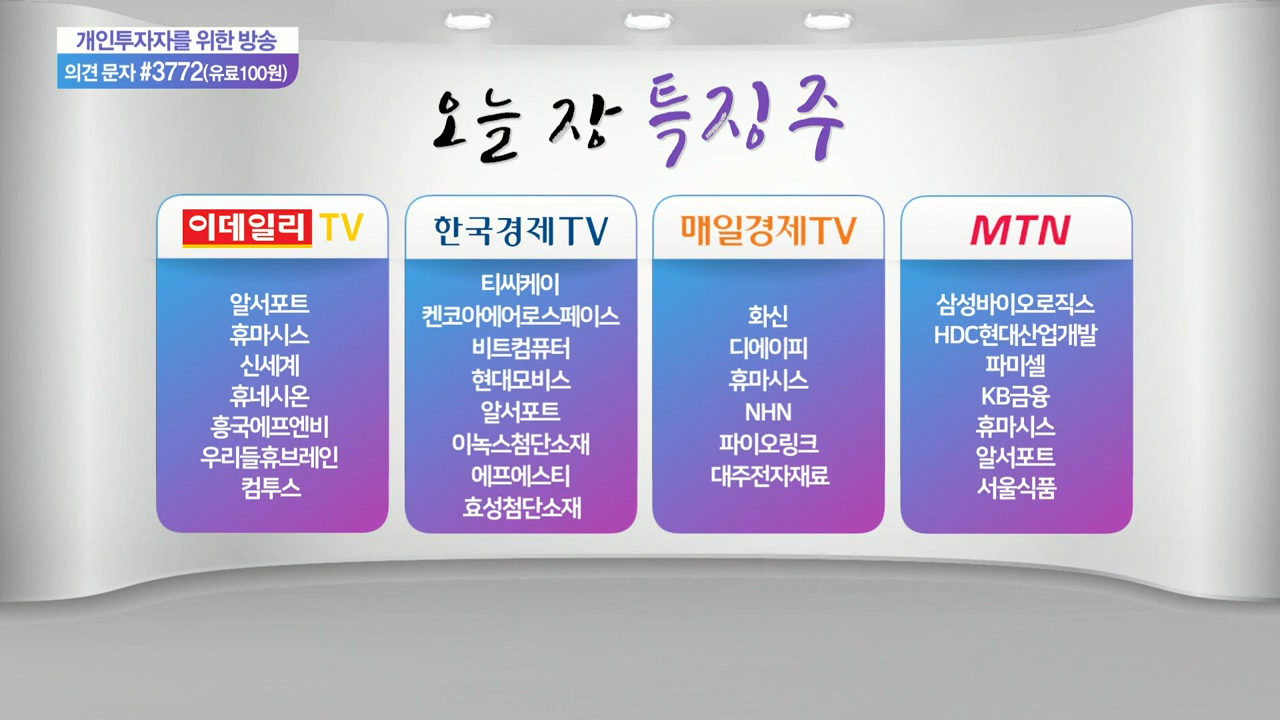 개인투자자를 위한 방송
의견 문자 #3772(유료100원)
오늘 장 특징주
이데일리 TV
알서포트
휴마시스
신세계
휴네시온
흥국에프엔비
우리들휴브레인
컴투스
한국경제TV
티씨케이
켄코아에어로스페이스
비트컴퓨터
현대모비스
알서포트
이녹스첨단소재
에프에스티
효성첨단소재
매일경제TV
화신
디에이피
휴마시스
NHN
파이오링크
대주전자재료
MTN
삼성바이오로직스
HDC현대산업개발
파미셀
KB금융
휴마시스
알서포트
서울식품